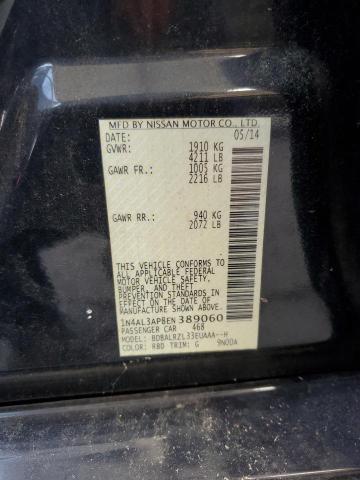 MFD BY NISSAN MOTOR CO., LTD.
DATE: 05/14
GVWR: 1910 KG
4211 LB
GAWR FR.: 1005 KG
2216 LB
GAWR RR.: 940 KG
2072 LB
THIS VEHICLE CONFORMS TO
ALL APPLICABLE FEDERAL
MOTOR VEHICLE SAFETY,
BUMPER, AND THEFT
PREVENTION STANDARDS IN
EFFECT ON THE DATE OF
MANUFACTURE SHOWN ABOVE.
1N4AL3AP8EN389060
PASSENGER CAR 468
MODEL: BDBALRZL33EUAAA--H
COLOR: RBD TRIM: G 9N0DA